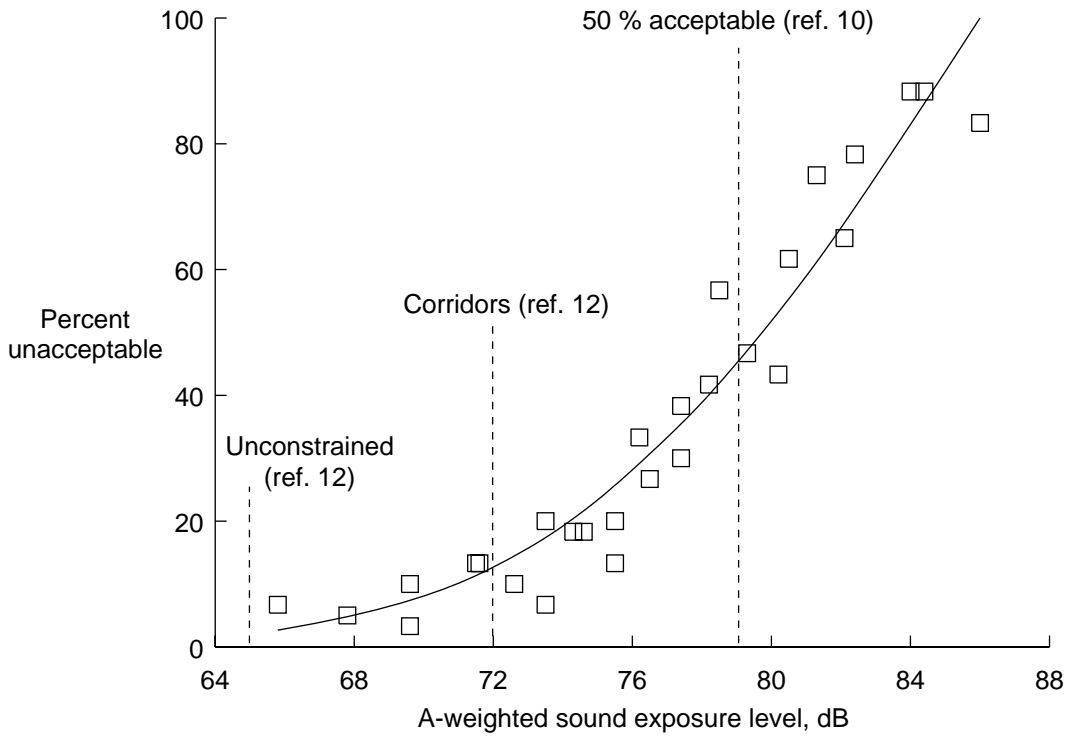 100
80
60
40
20
0
Percent
unacceptable
50 % acceptable (ref. 10)
Corridors (ref. 12)
Unconstrained
(ref. 12)
64 68 72 76 80 84 88
A-weighted sound exposure level, dB